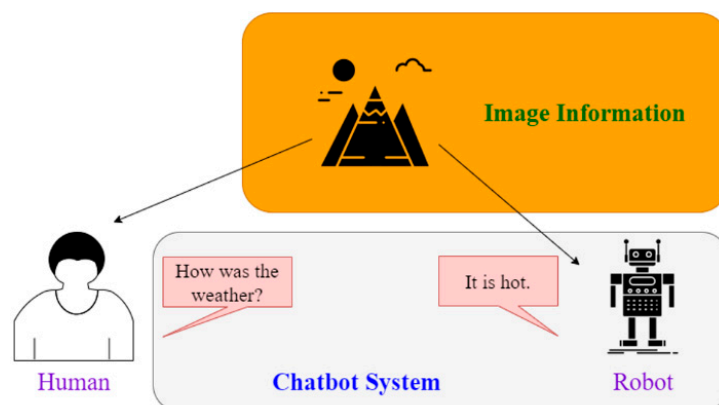 Image Information
How was the
weather?
It is hot.
Human
Chatbot System
Robot